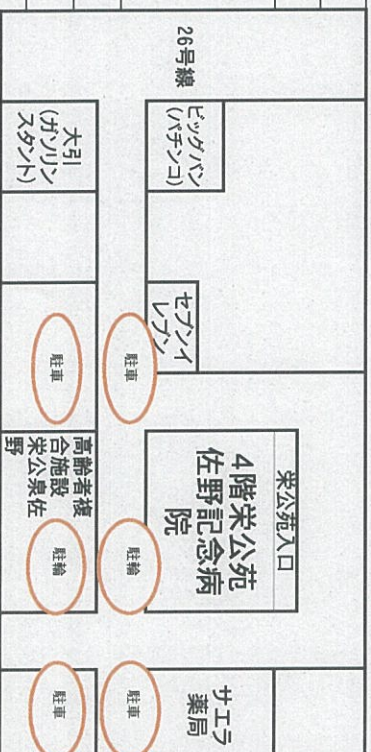 26号線
ビッグバン
(パチンコ)
大引
(ガソリン
スタンド)
セブンイ
レブン
駐車
駐車
栄公苑入口
4階栄公苑
佐野記念病
院
高齢者複
合施設
栄公泉佐
野
駐輪
駐輪
サエラ
薬局
駐車
駐車